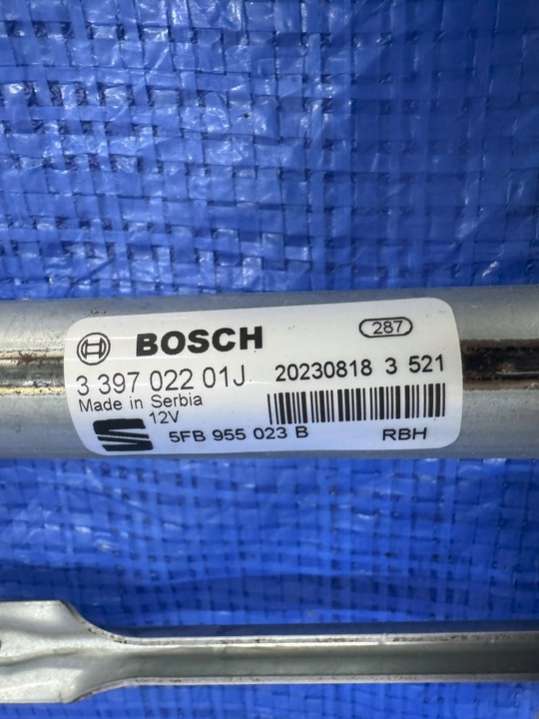 BOSCH
287
3 397 022 01J
20230818 3 521
Made in Serbia
12V
5FB 955 023 B
RBH